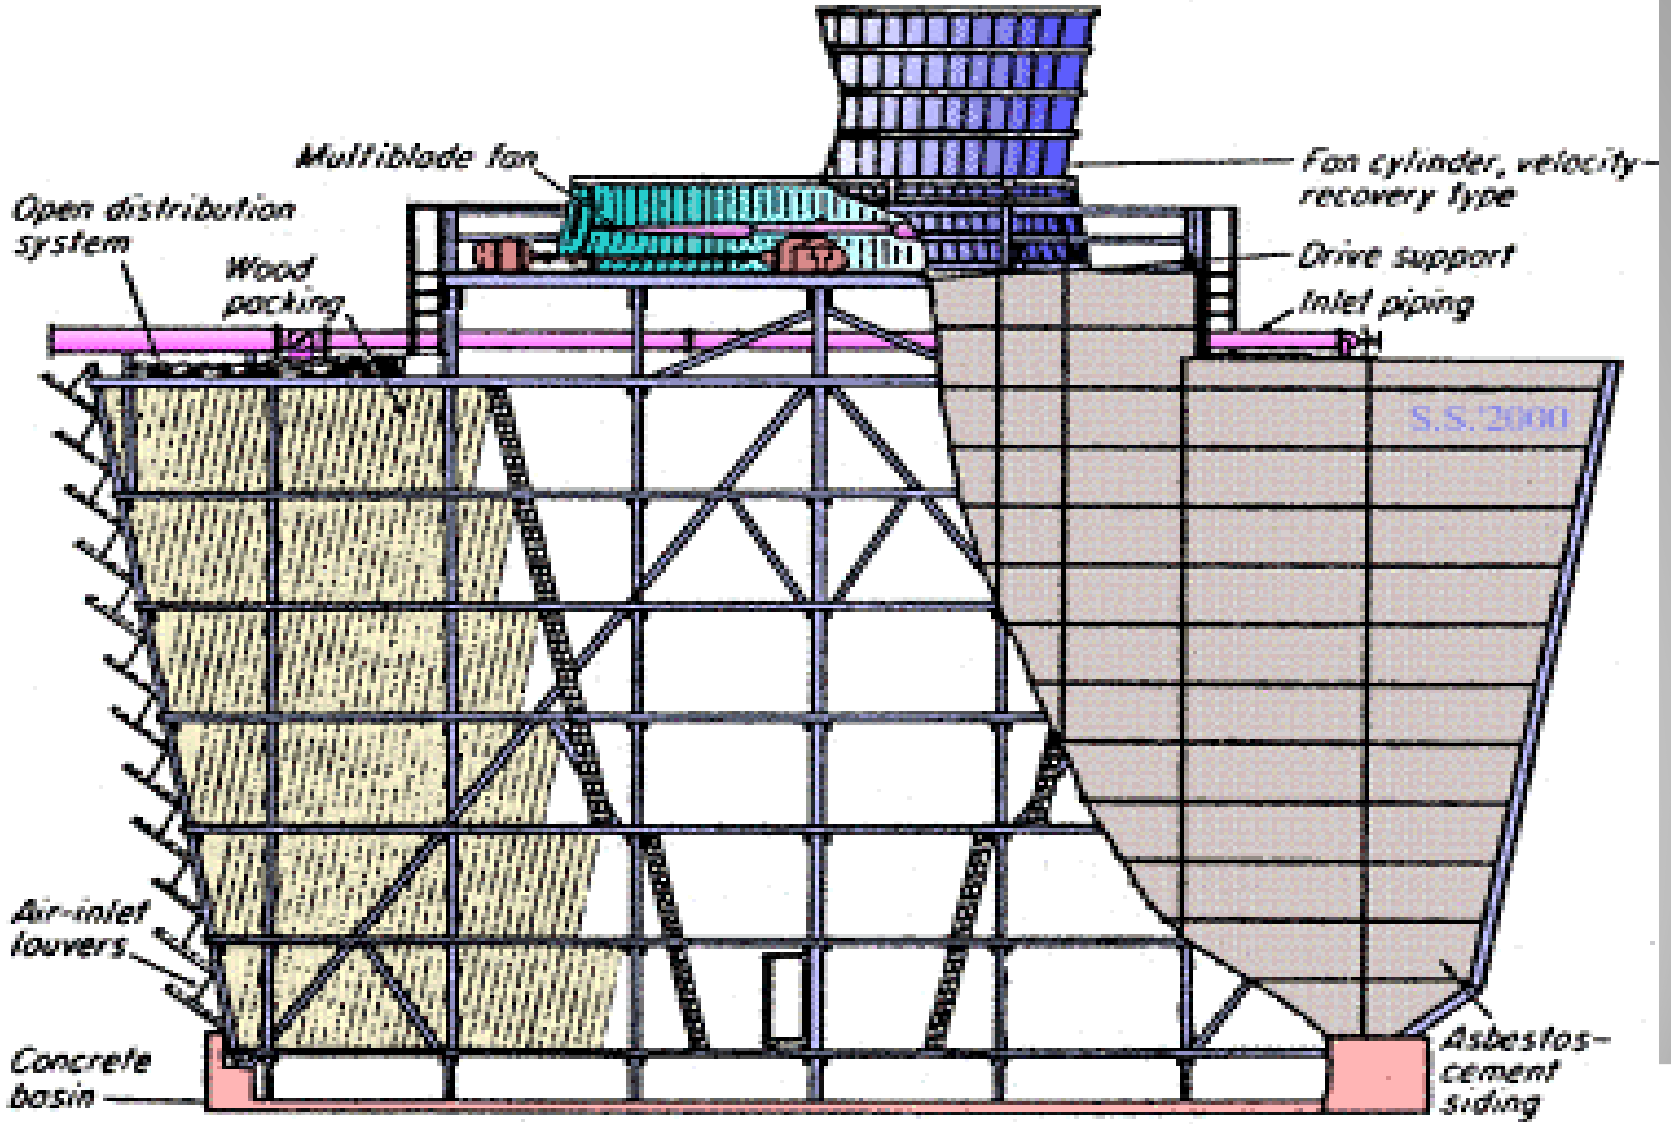 Multiblade fan
Open distribution
system
Wood
packing
Fan cylinder, velocity-
recovery type
Drive support
Inlet piping
S.S.'2000
Air-inlet
louvers
Concrete
basin
Asbestos-
cement
siding